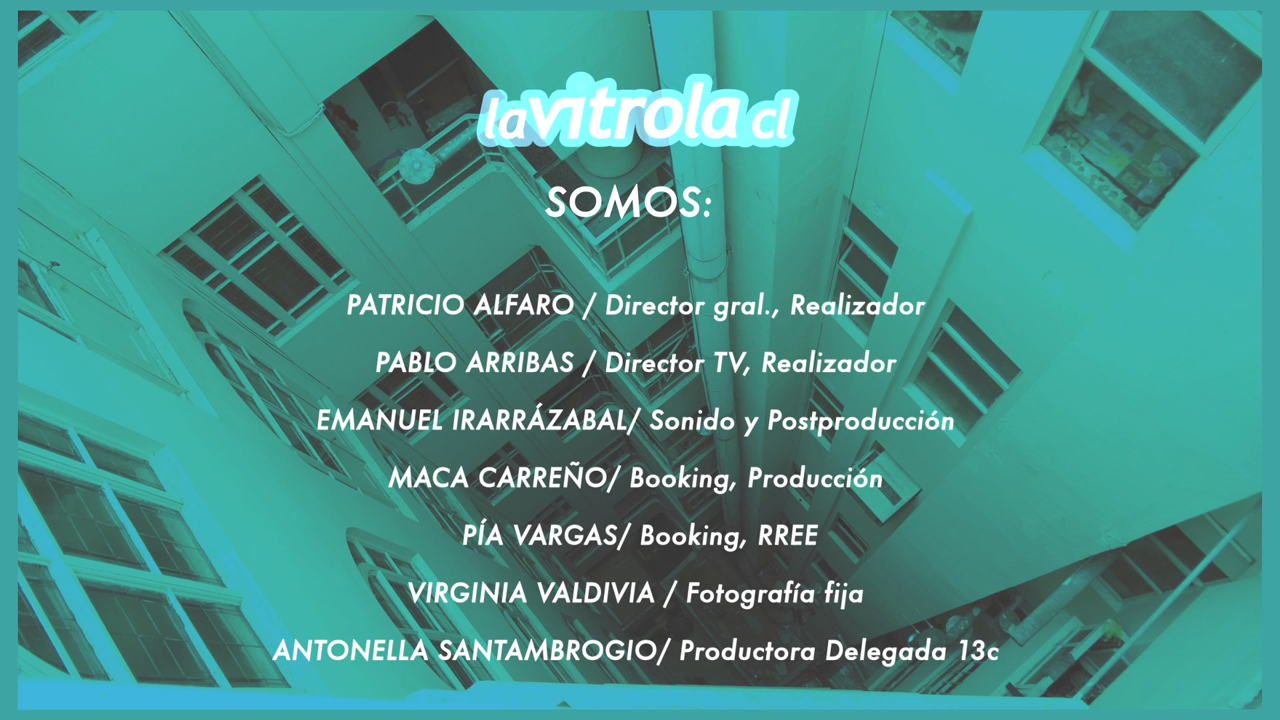 lavitrola cl
SOMOS:
PATRICIO ALFARO / Director gral., Realizador
PABLO ARRIBAS / Director TV, Realizador
EMANUEL IRARRÁZABAL/ Sonido y Postproducción
MACA CARREÑO/ Booking, Producción
PÍA VARGAS/ Booking, RREE
VIRGINIA VALDIVIA / Fotografía fija
ANTONELLA SANTAMBROGIO/ Productora Delegada 13c